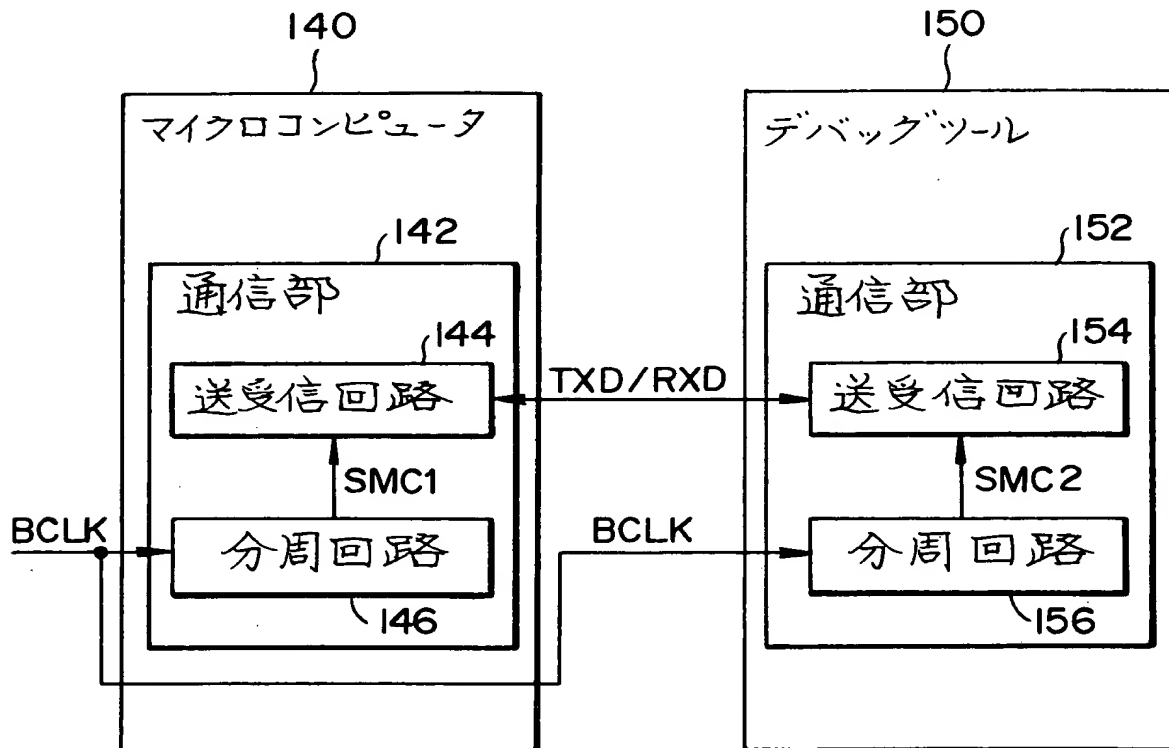 140
150
マイクロコンピュータ
デバッグツール
142
152
通信部
通信部
144
154
送受信回路
TXD/RXD
送受信回路
SMC1
SMC2
BCLK
分周回路
BCLK
分周回路
146
156